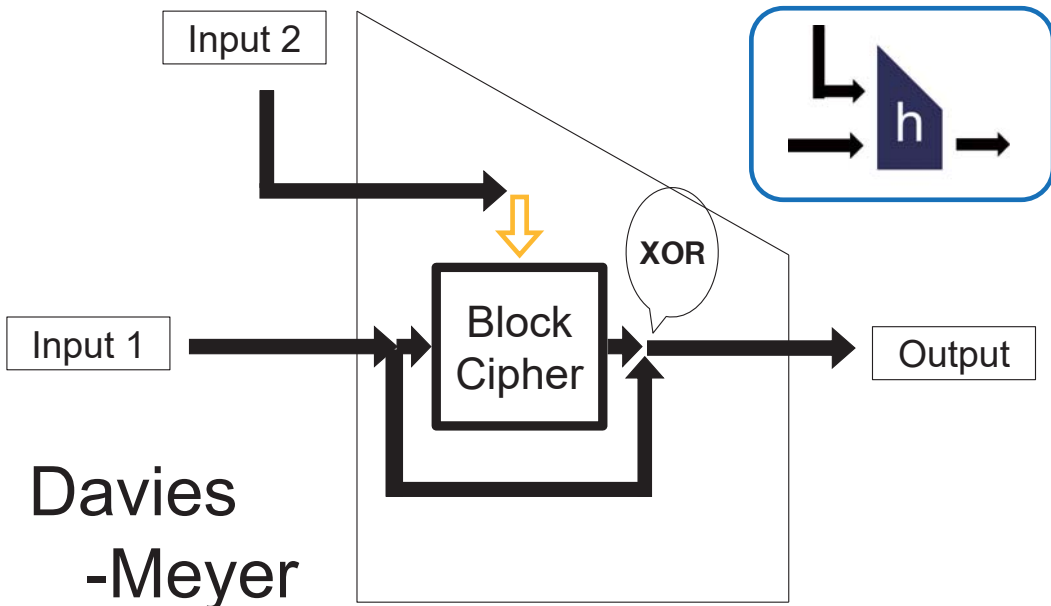 Input 2
h
XOR
Block
Cipher
Input 1
Output
Davies
-Meyer